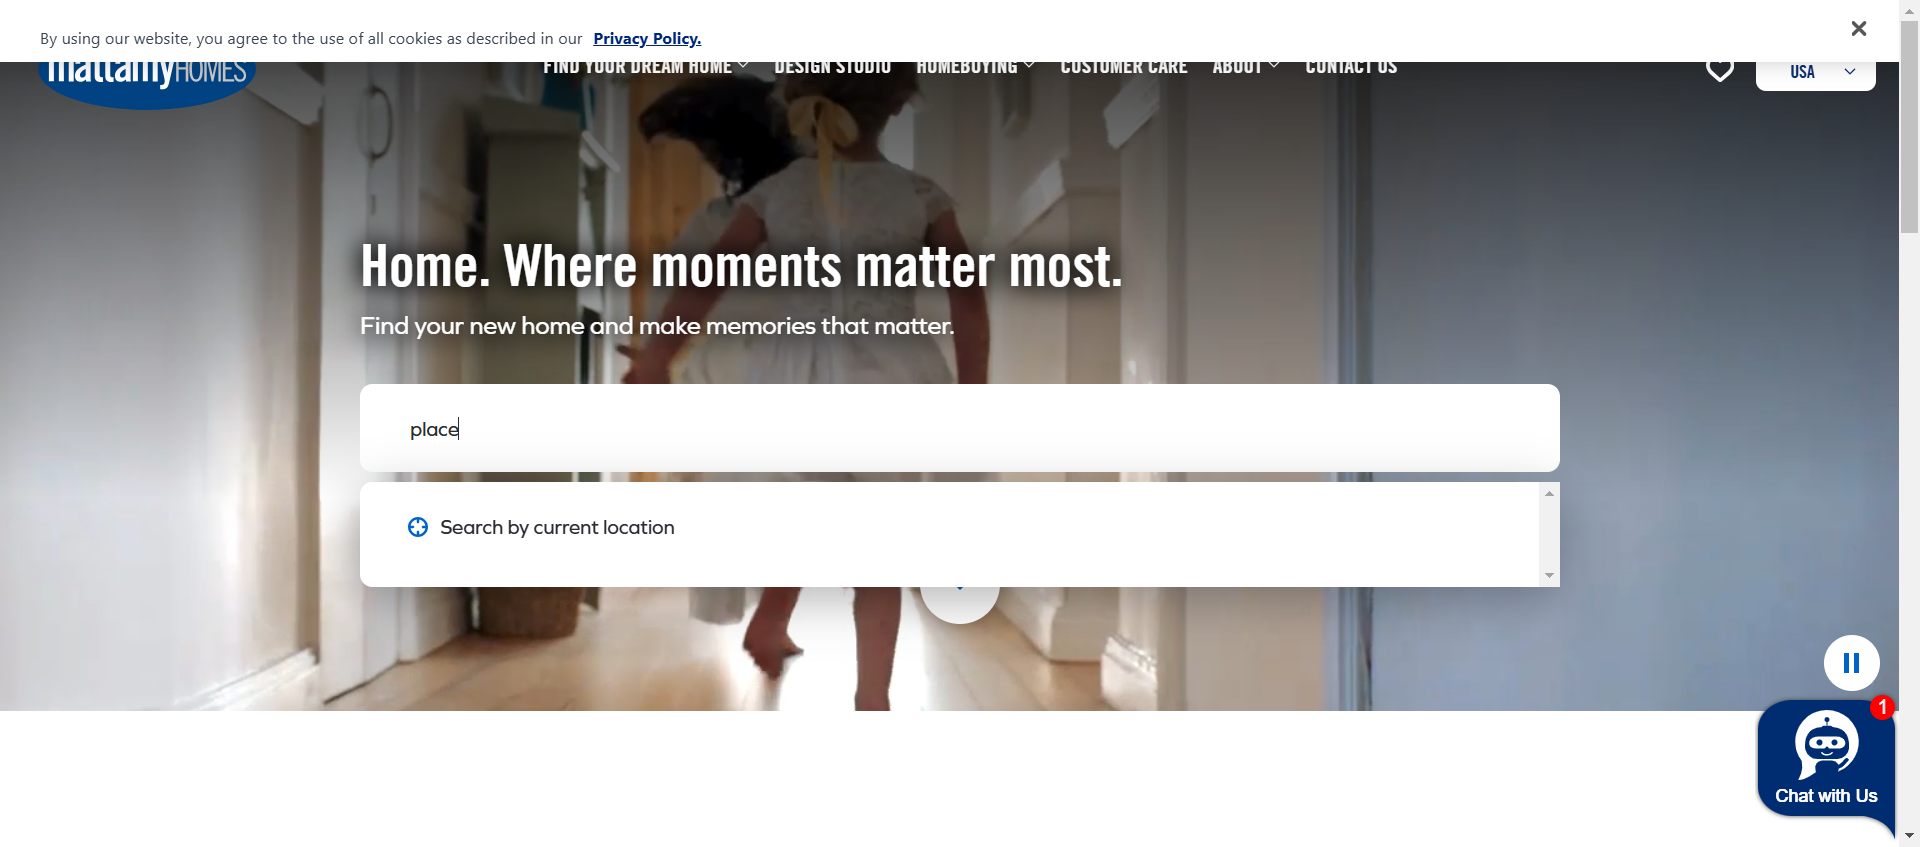 By using our website, you agree to the use of all cookies as described in our Privacy Policy.
mattamyHOMES
FIND YOUR DREAM HOME
DESIGN STUDIO
HOMEBUYING
CUSTOMER CARE
ABOUT
CONTACT US
USA
Home. Where moments matter most.
Find your new home and make memories that matter.
place
Search by current location
1
Chat with Us